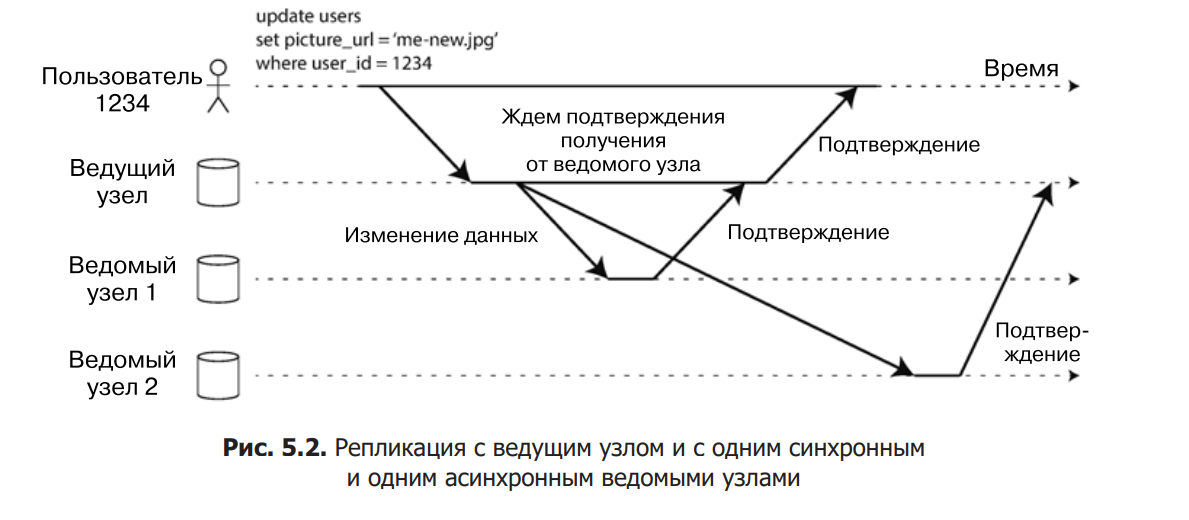 update users
set picture_url = ‘me-new.jpg’
where user_id = 1234
Пользователь
1234
Время
Ждем подтверждения
получения
от ведомого узла
Подтверждение
Ведущий
узел
Изменение данных
Подтверждение
Ведомый
узел 1
Подтвер-
ждение
Ведомый
узел 2
Рис. 5.2. Репликация с ведущим узлом и с одним синхронным
и одним асинхронным ведомыми узлами